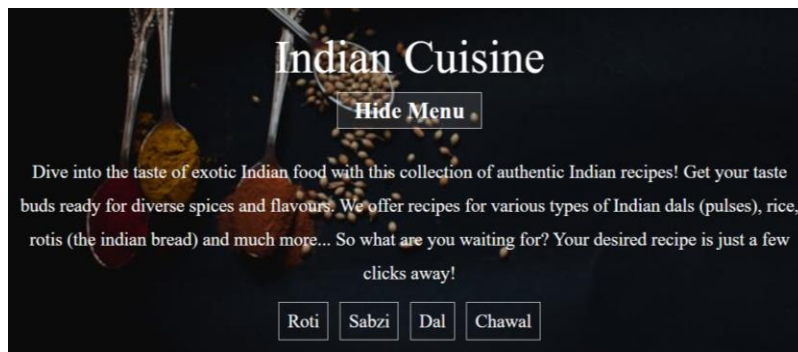 Indian Cuisine
Hide Menu
Dive into the taste of exotic Indian food with this collection of authentic Indian recipes! Get your taste
buds ready for diverse spices and flavours. We offer recipes for various types of Indian dals (pulses), rice,
rotis (the indian bread) and much more... So what are you waiting for? Your desired recipe is just a few
clicks away!
Roti Sabzi Dal Chawal